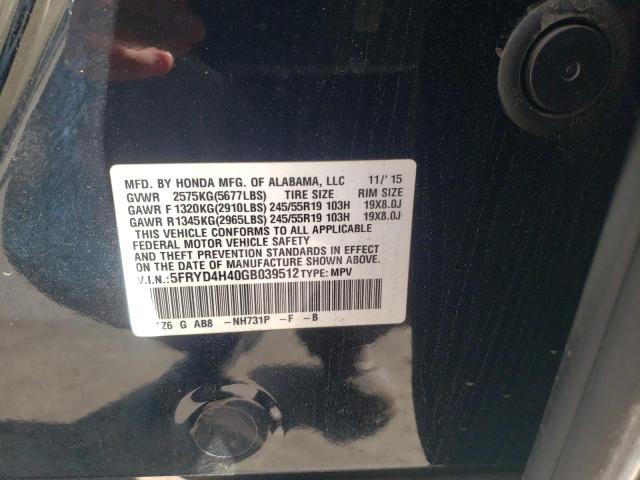 MFD. BY HONDA MFG. OF ALABAMA, LLC 11/'15
GVWR 2575KG(5677LBS) TIRE SIZE RIM SIZE
GAWR F 1320KG(2910LBS) 245/55R19 103H 19X8.0J
GAWR R 1345KG(2965LBS) 245/55R19 103H 19X8.0J
THIS VEHICLE CONFORMS TO ALL APPLICABLE
FEDERAL MOTOR VEHICLE SAFETY
AND THEFT PREVENTION STANDARDS IN EFFECT
ON THE DATE OF MANUFACTURE SHOWN ABOVE.
V.I.N.: 5FRYD4H40GB039512 TYPE: MPV
TZ6 G AB8 -NH731P -F -B